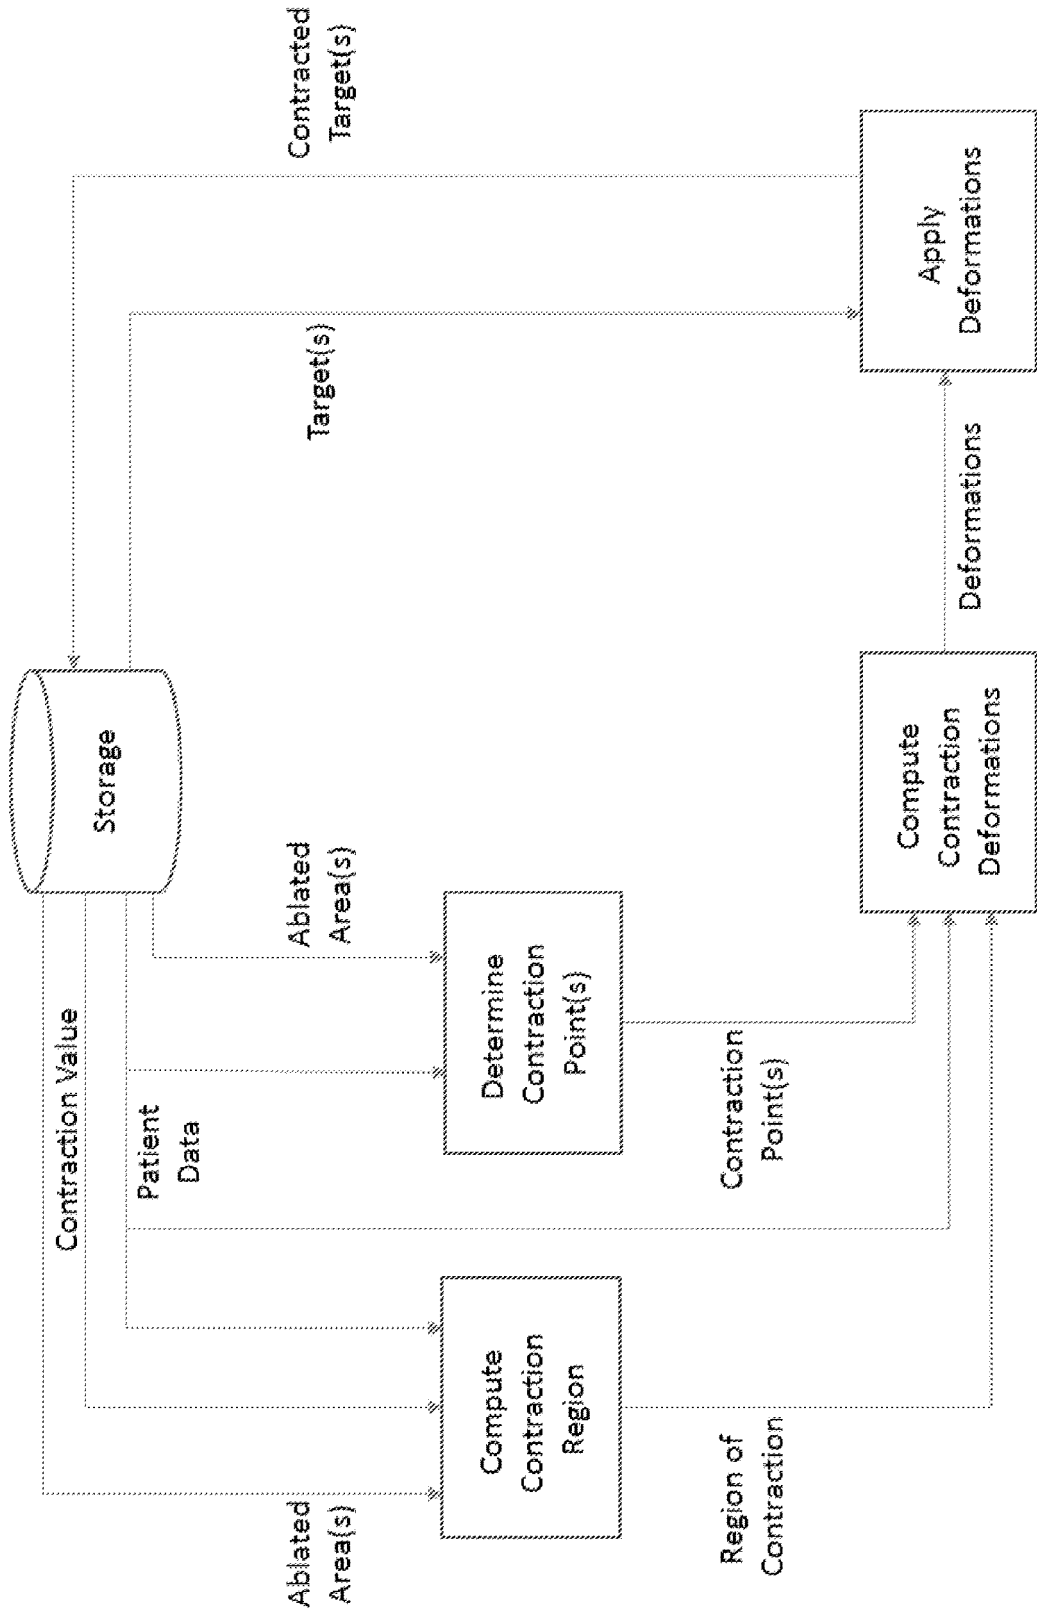 Storage
Ablated
Area(s)
Contraction Value
Patient
Data
Ablated
Area(s)
Target(s)
Contracted
Target(s)
Compute
Contraction
Region
Determine
Contraction
Point(s)
Region of
Contraction
Contraction
Point(s)
Compute
Contraction
Deformations
Deformations
Apply
Deformations